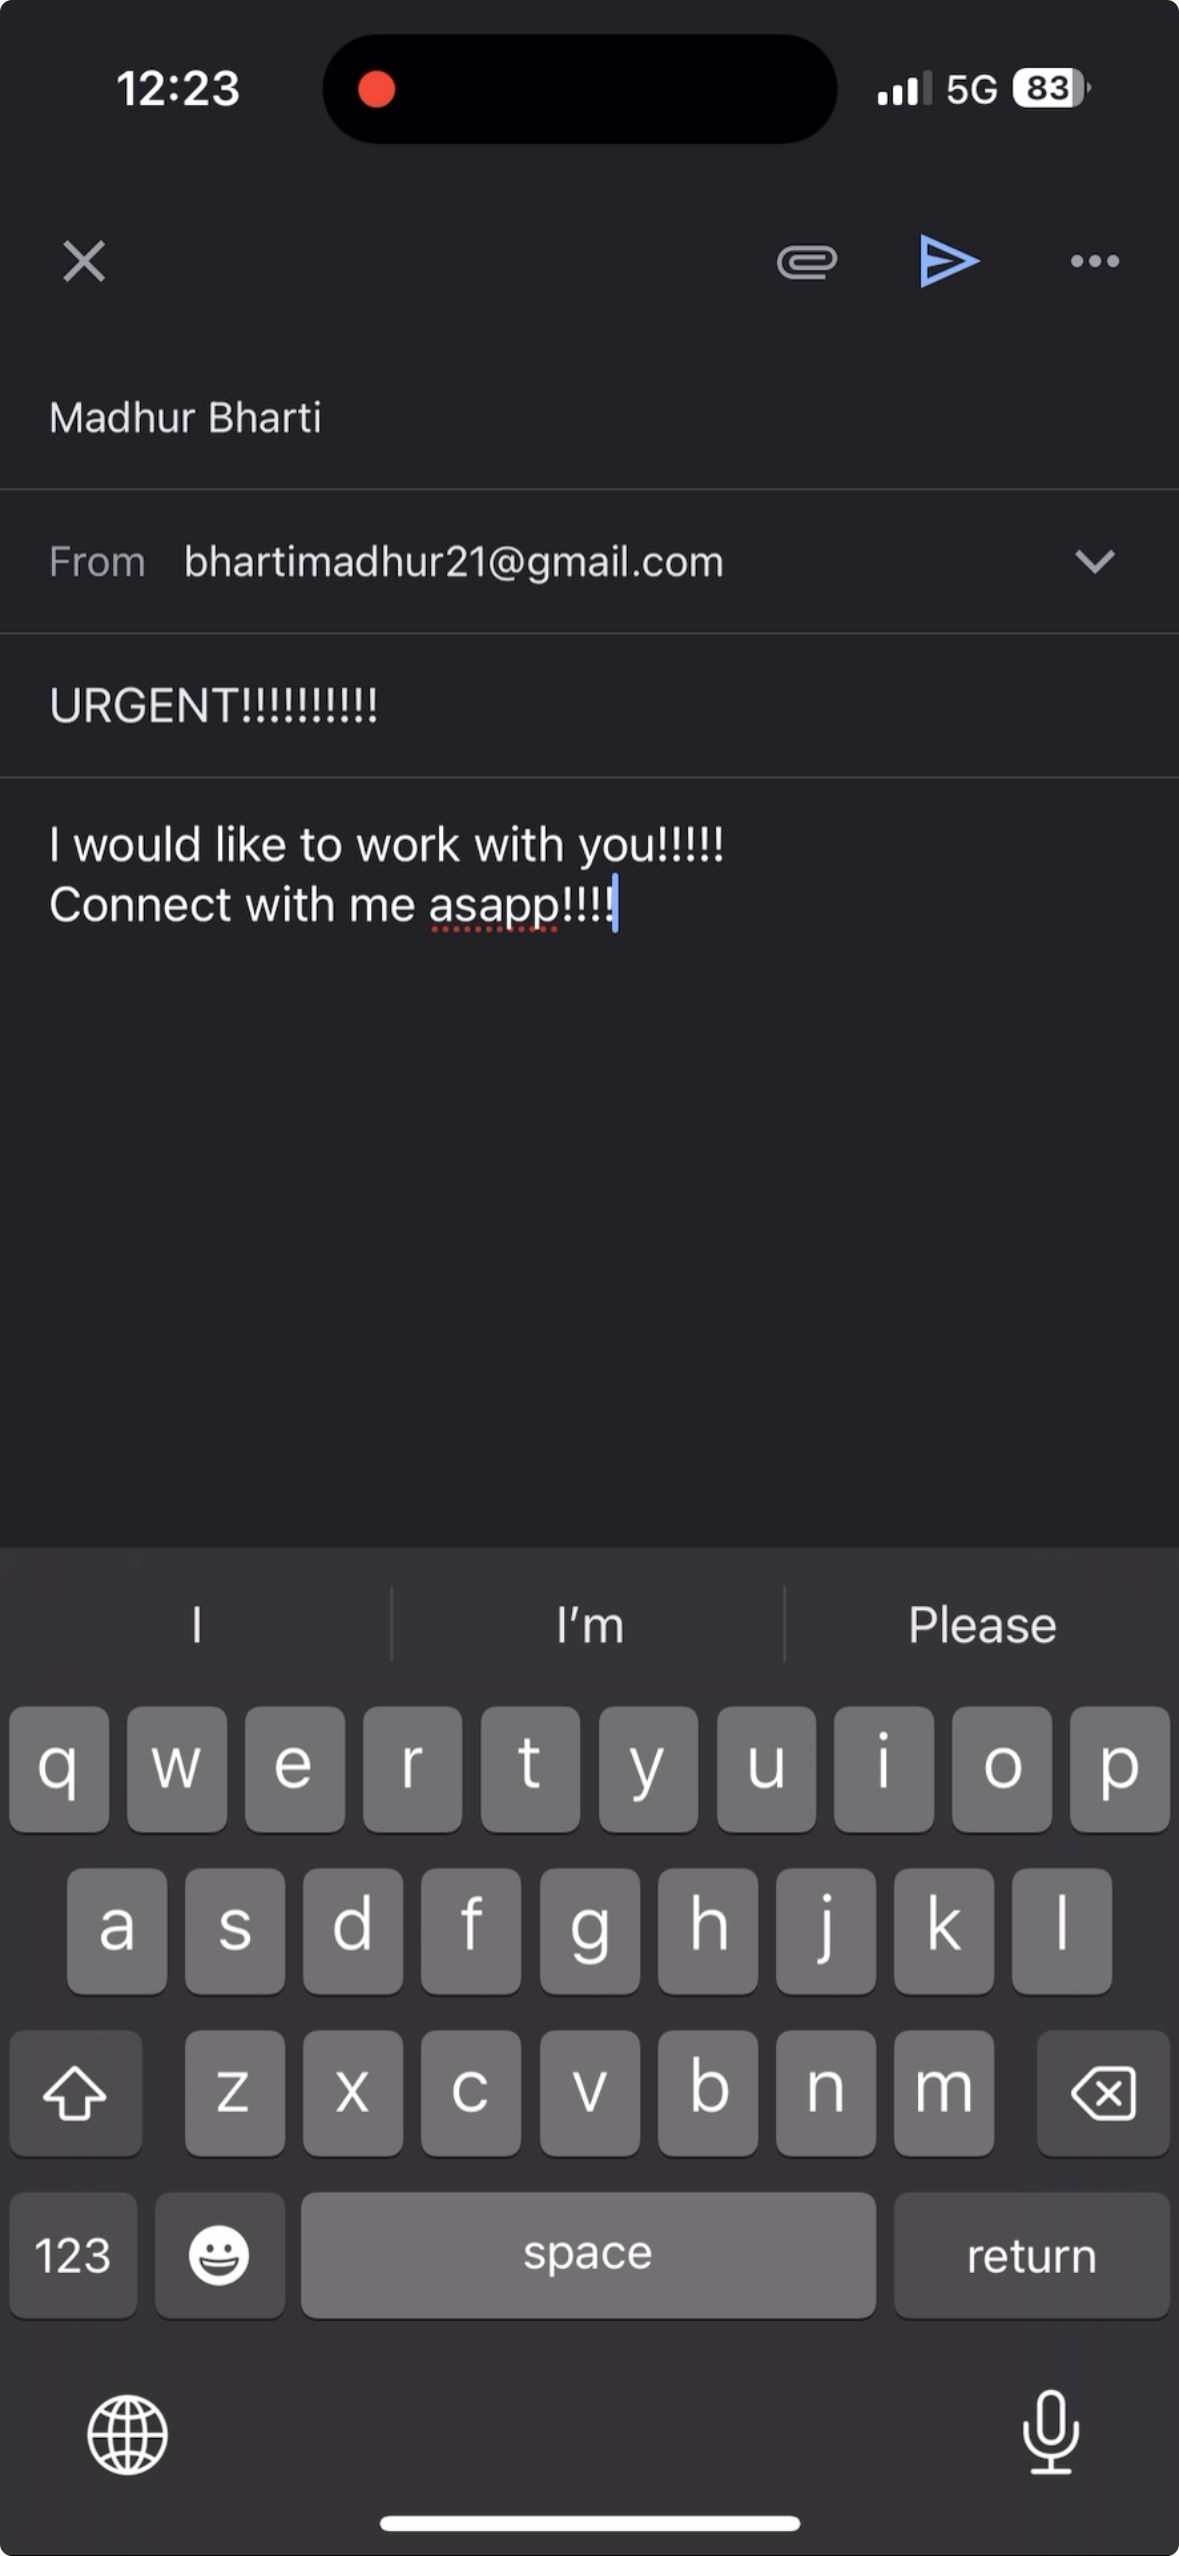 12:23 5G 83
Madhur Bharti
From bhartimadhur21@gmail.com
URGENT!!!!!!!!!!
I would like to work with you!!!!!
Connect with me asapp!!!!
I I’m Please
q w e r t y u i o p
a s d f g h j k l
z x c v b n m
123 space return